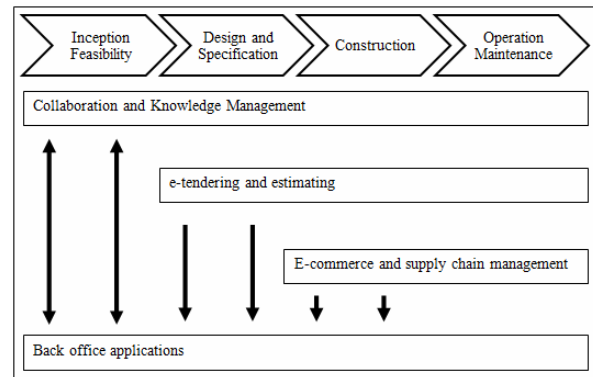 Inception
Feasibility
Design and
Specification
Construction
Operation
Maintenance
Collaboration and Knowledge Management
e-tendering and estimating
E-commerce and supply chain management
Back office applications